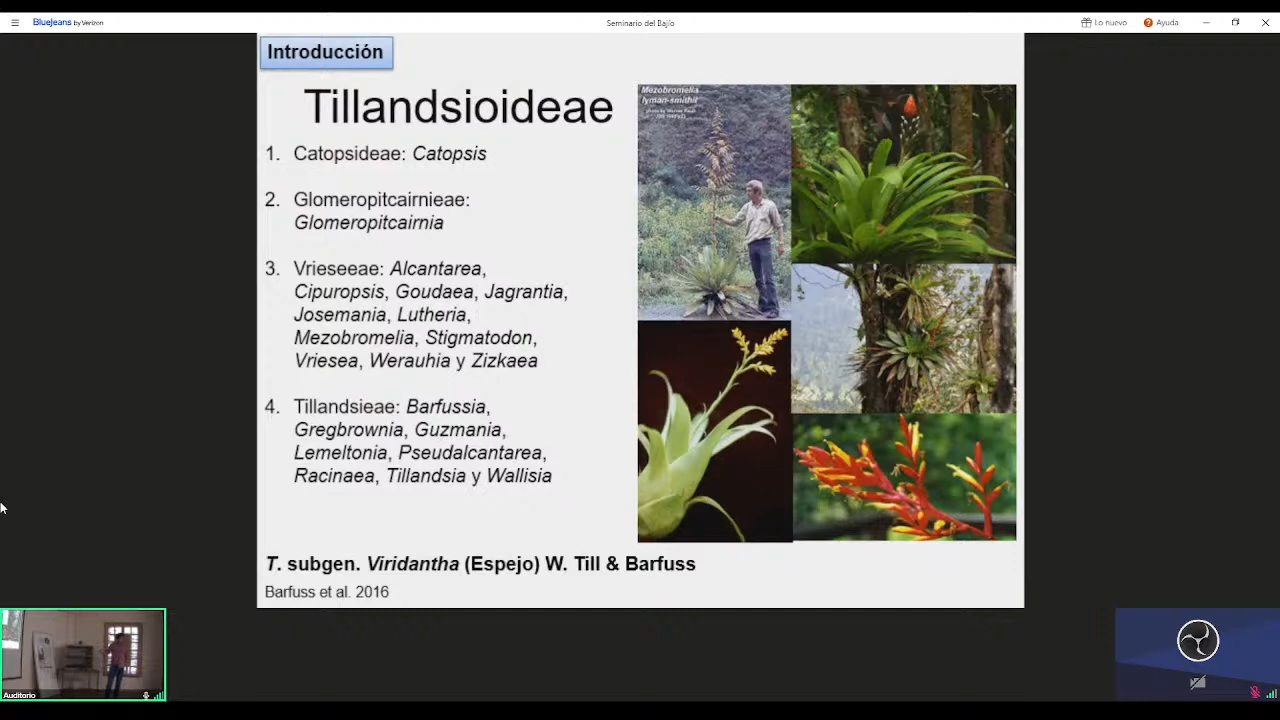 BlueJeans by Verizon
Seminario del Bajío
Lo nuevo
Ayuda
Introducción
Tillandsioideae
1. Catopsideae: Catopsis
2. Glomeropitcairnieae:
Glomeropitcairnia
3. Vrieseeae: Alcantarea,
Cipuropsis, Goudaea, Jagrantia,
Josemania, Lutheria,
Mezobromelia, Stigmatodon,
Vriesea, Werauhia y Zizkaea
4. Tillandsieae: Barfussia,
Gregbrownia, Guzmania,
Lemeltonia, Pseudalcantarea,
Racinaea, Tillandsia y Wallisia
T. subgen. Viridantha (Espejo) W. Till & Barfuss
Barfuss et al. 2016
Mezobromelia
lyman-smithii
Auditorio